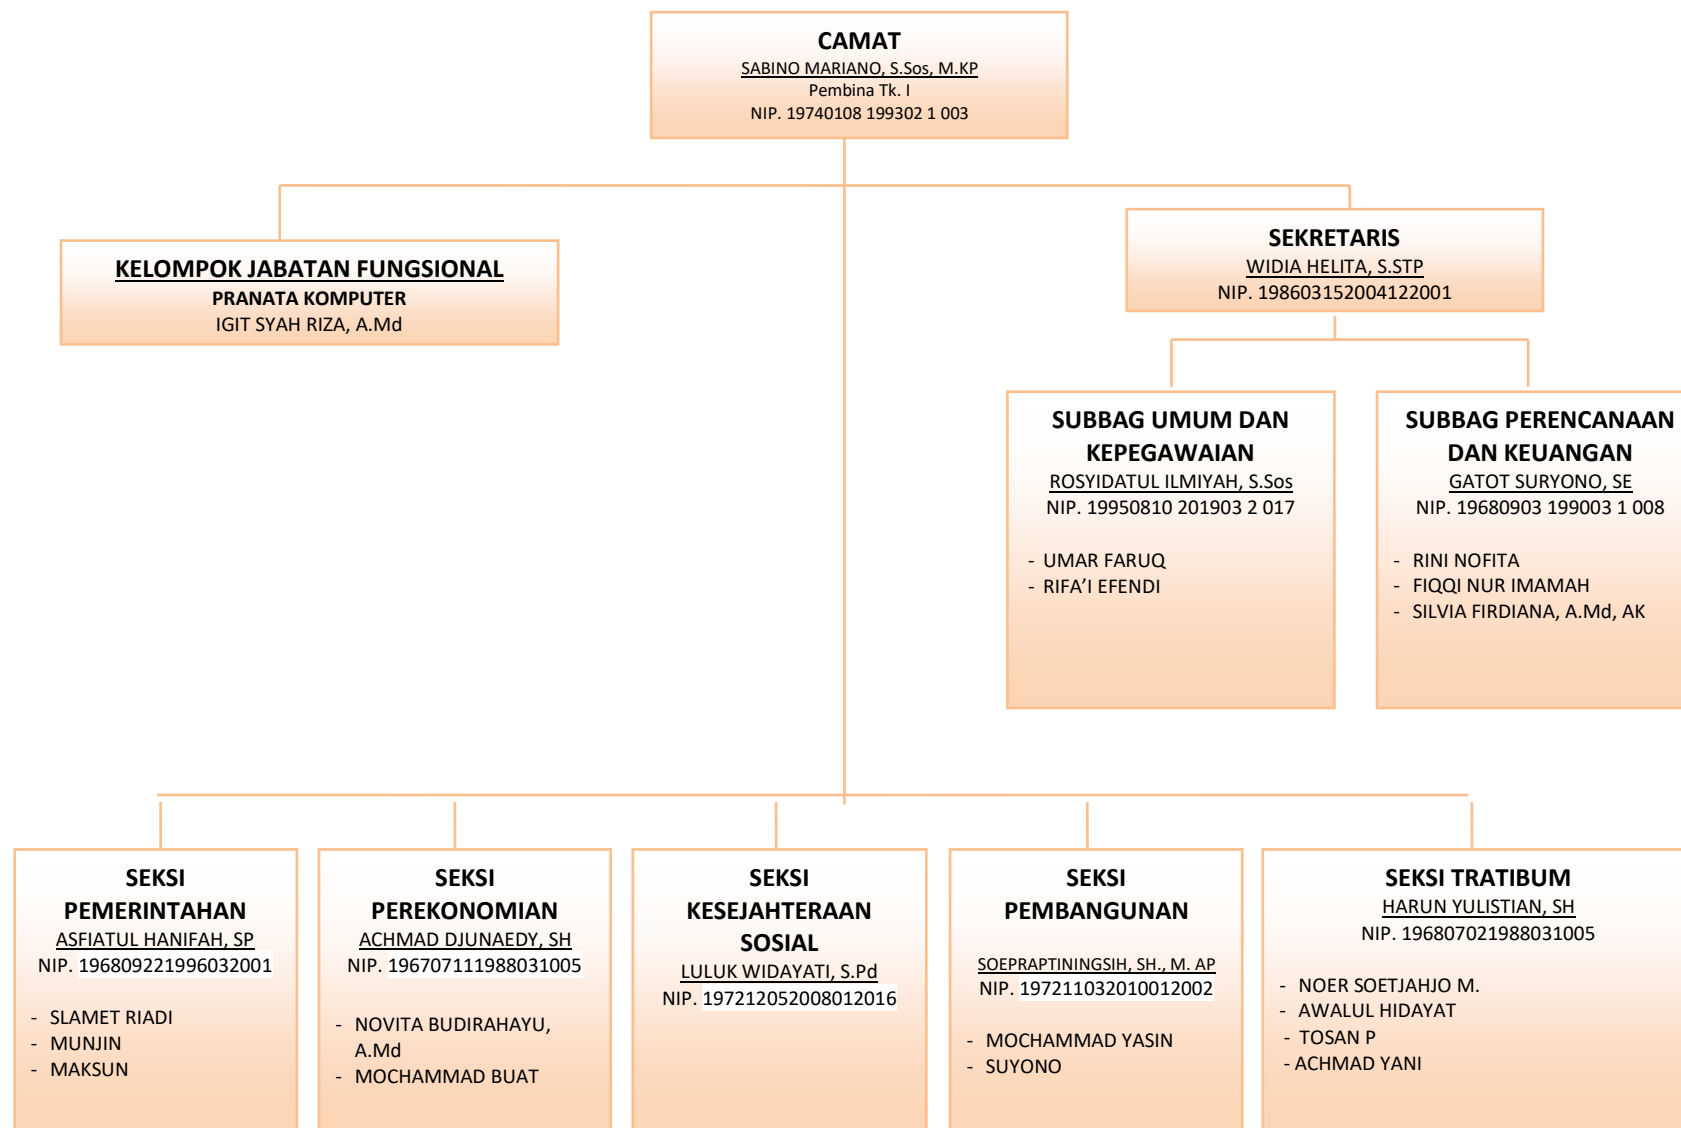 CAMAT
SABINO MARIANO, S.Sos, M.KP
Pembina Tk. I
NIP. 19740108 199302 1 003
KELOMPOK JABATAN FUNGSIONAL
PRANATA KOMPUTER
IGIT SYAH RIZA, A.Md
SEKRETARIS
WIDIA HELITA, S.STP
NIP. 198603152004122001
SUBBAG UMUM DAN
KEPEGAWAIAN
ROSYIDATUL ILMIYAH, S.Sos
NIP. 19950810 201903 2 017
- UMAR FARUQ
- RIFA’I EFENDI
SUBBAG PERENCANAAN
DAN KEUANGAN
GATOT SURYONO, SE
NIP. 19680903 199003 1 008
- RINI NOFITA
- FIQQI NUR IMAMAH
- SILVIA FIRDIANA, A.Md, AK
SEKSI
PEMERINTAHAN
ASFIATUL HANIFAH, SP
NIP. 196809221996032001
- SLAMET RIADI
- MUNJIN
- MAKSUN
SEKSI
PEREKONOMIAN
ACHMAD DJUNAEDY, SH
NIP. 196707111988031005
- NOVITA BUDIRAHAYU,
A.Md
- MOCHAMMAD BUAT
SEKSI
KESEJAHTERAAN
SOSIAL
LULUK WIDAYATI, S.Pd
NIP. 197212052008012016
SEKSI
PEMBANGUNAN
SOEPRAPTININGSIH, SH., M. AP
NIP. 197211032010012002
- MOCHAMMAD YASIN
- SUYONO
SEKSI TRATIBUM
HARUN YULISTIAN, SH
NIP. 196807021988031005
- NOER SOETJAHJO M.
- AWALUL HIDAYAT
- TOSAN P
- ACHMAD YANI